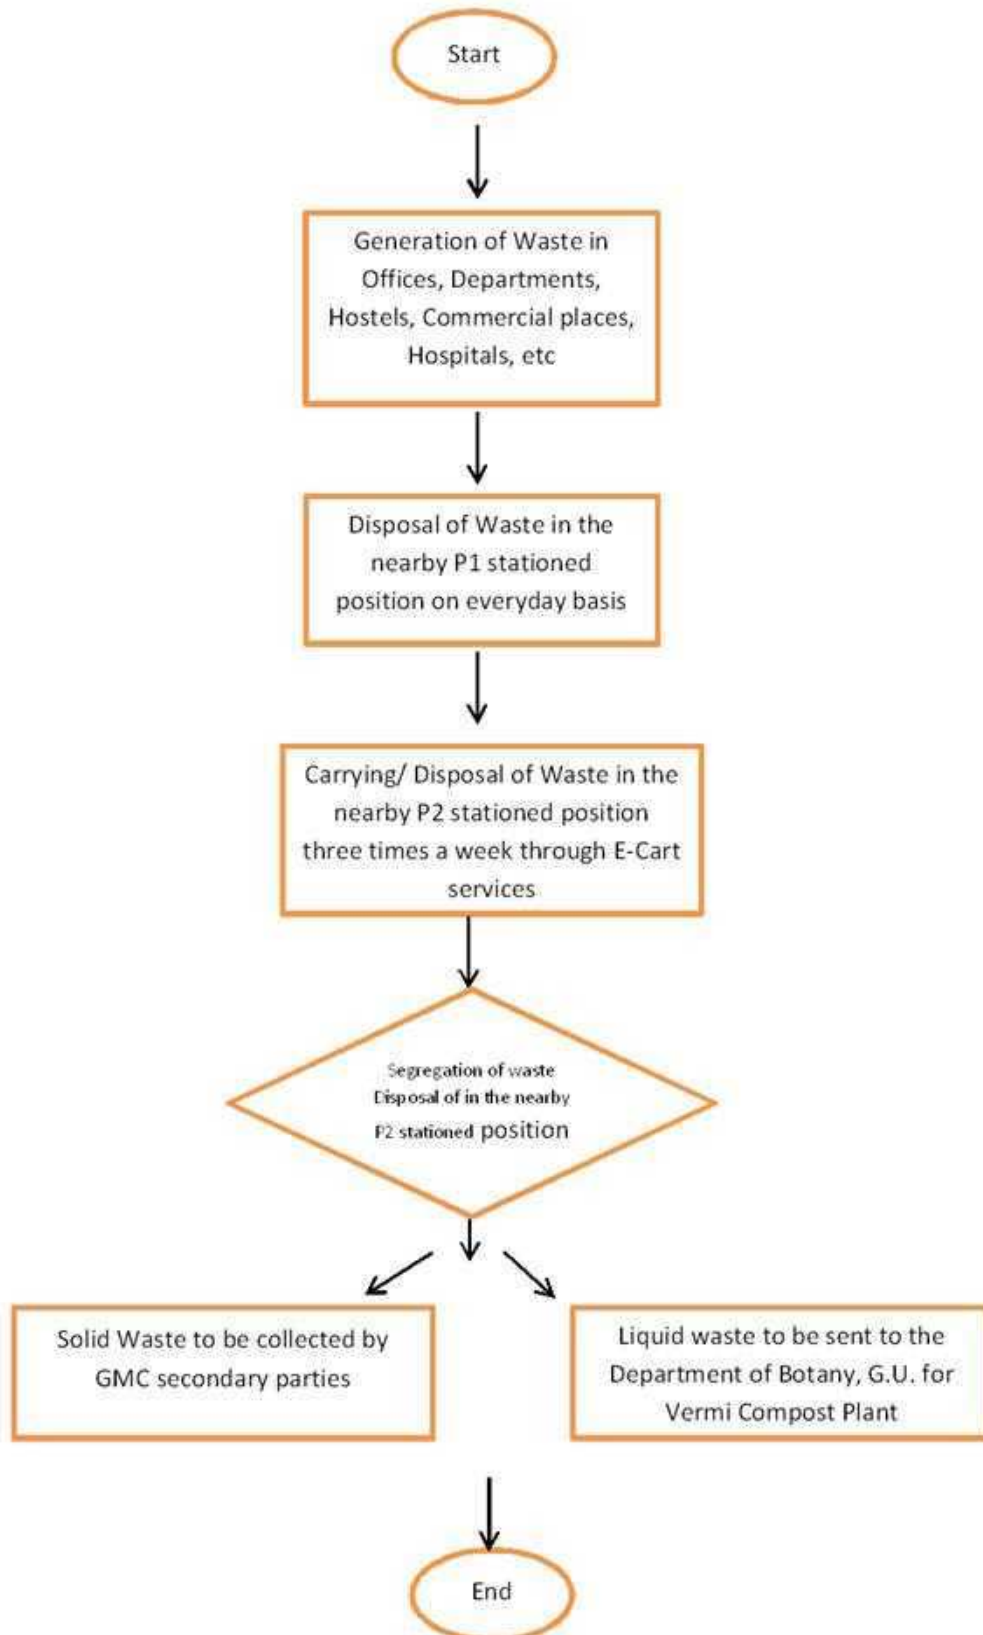 Start
Generation of Waste in
Offices, Departments,
Hostels, Commercial places,
Hospitals, etc
Disposal of Waste in the
nearby P1 stationed
position on everyday basis
Carrying/ Disposal of Waste in the
nearby P2 stationed position
three times a week through E-Cart
services
Segregation of waste
Disposal of in the nearby
P2 stationed position
Solid Waste to be collected by
GMC secondary parties
Liquid waste to be sent to the
Department of Botany, G.U. for
Vermi Compost Plant
End